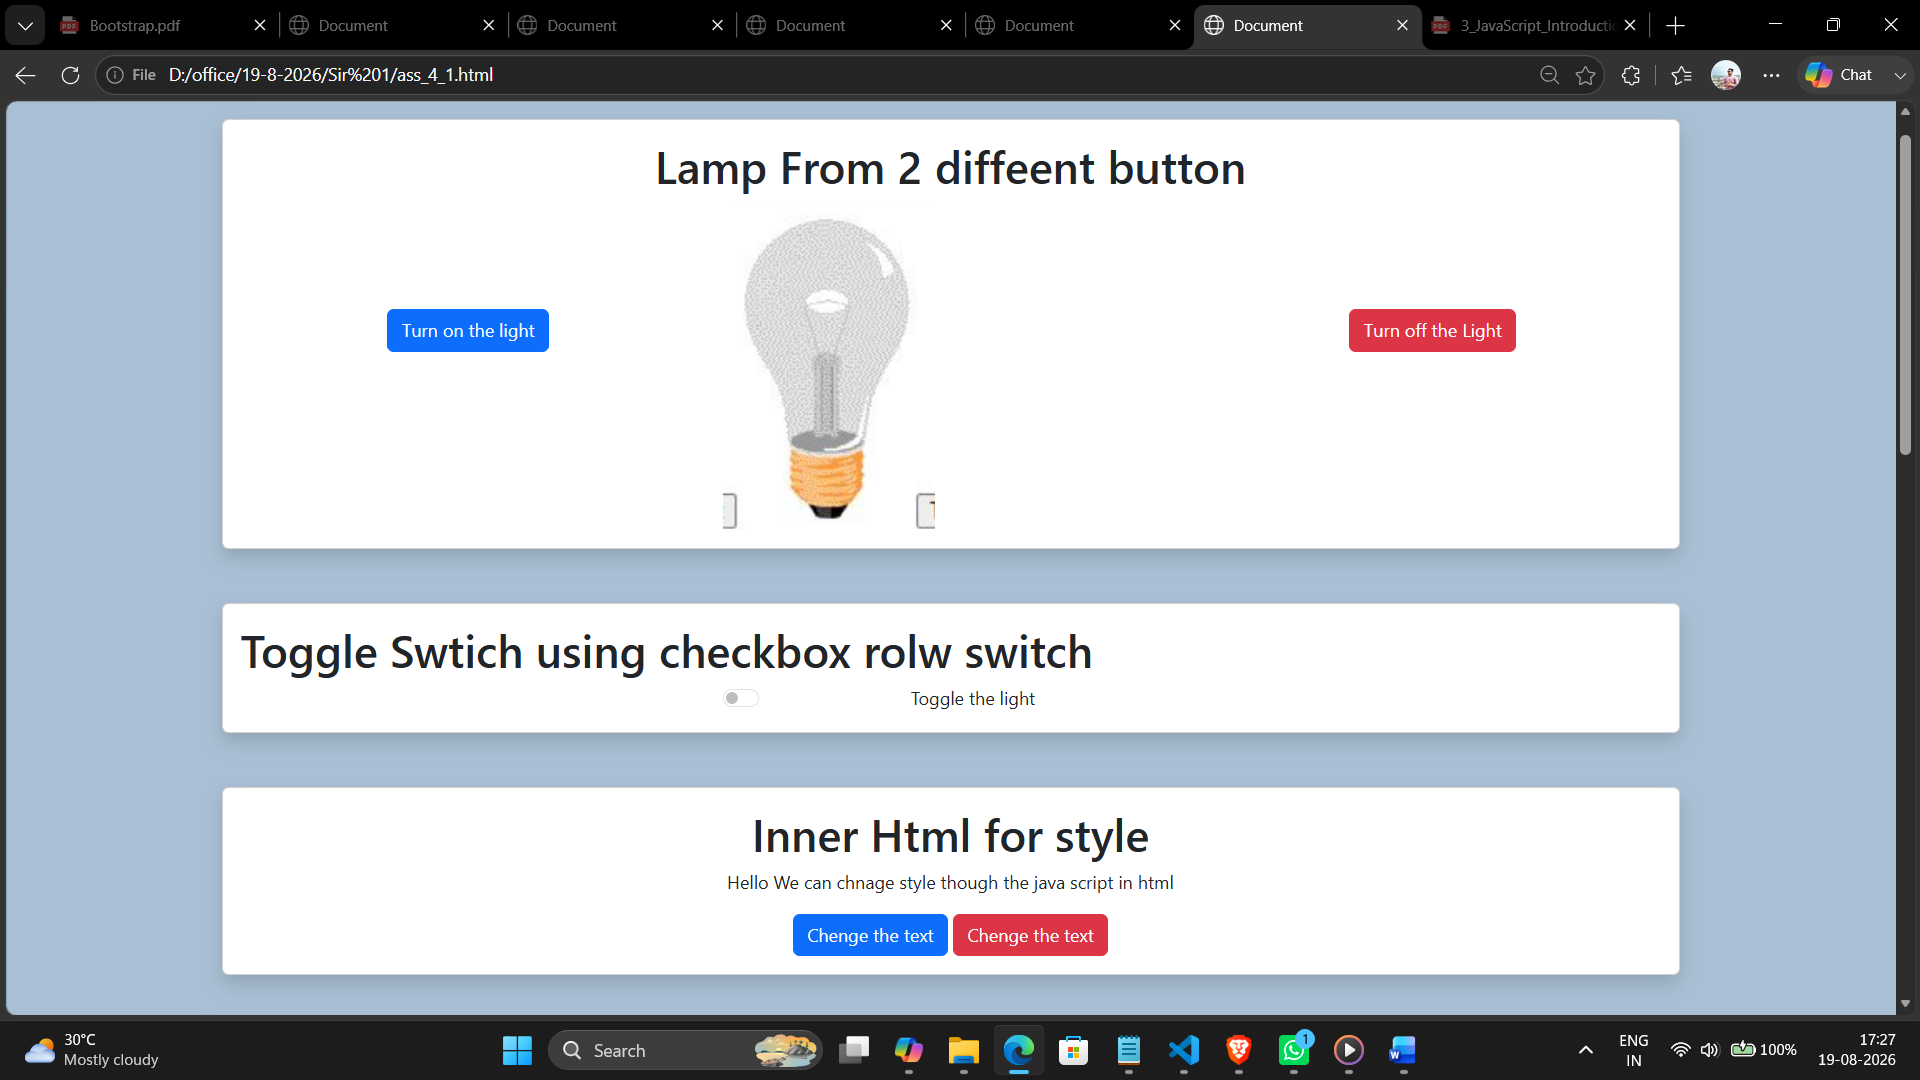 Bootstrap.pdf
Document
Document
Document
Document
Document
3_JavaScript_Introductio
File D:/office/19-8-2026/Sir%201/ass_4_1.html
Chat
Lamp From 2 diffeent button
Turn on the light
Turn off the Light
Toggle Swtich using checkbox rolw switch
Toggle the light
Inner Html for style
Hello We can chnage style though the java script in html
Chenge the text
Chenge the text
30°C
Mostly cloudy
Search
1
ENG
IN
100%
17:27
19-08-2026